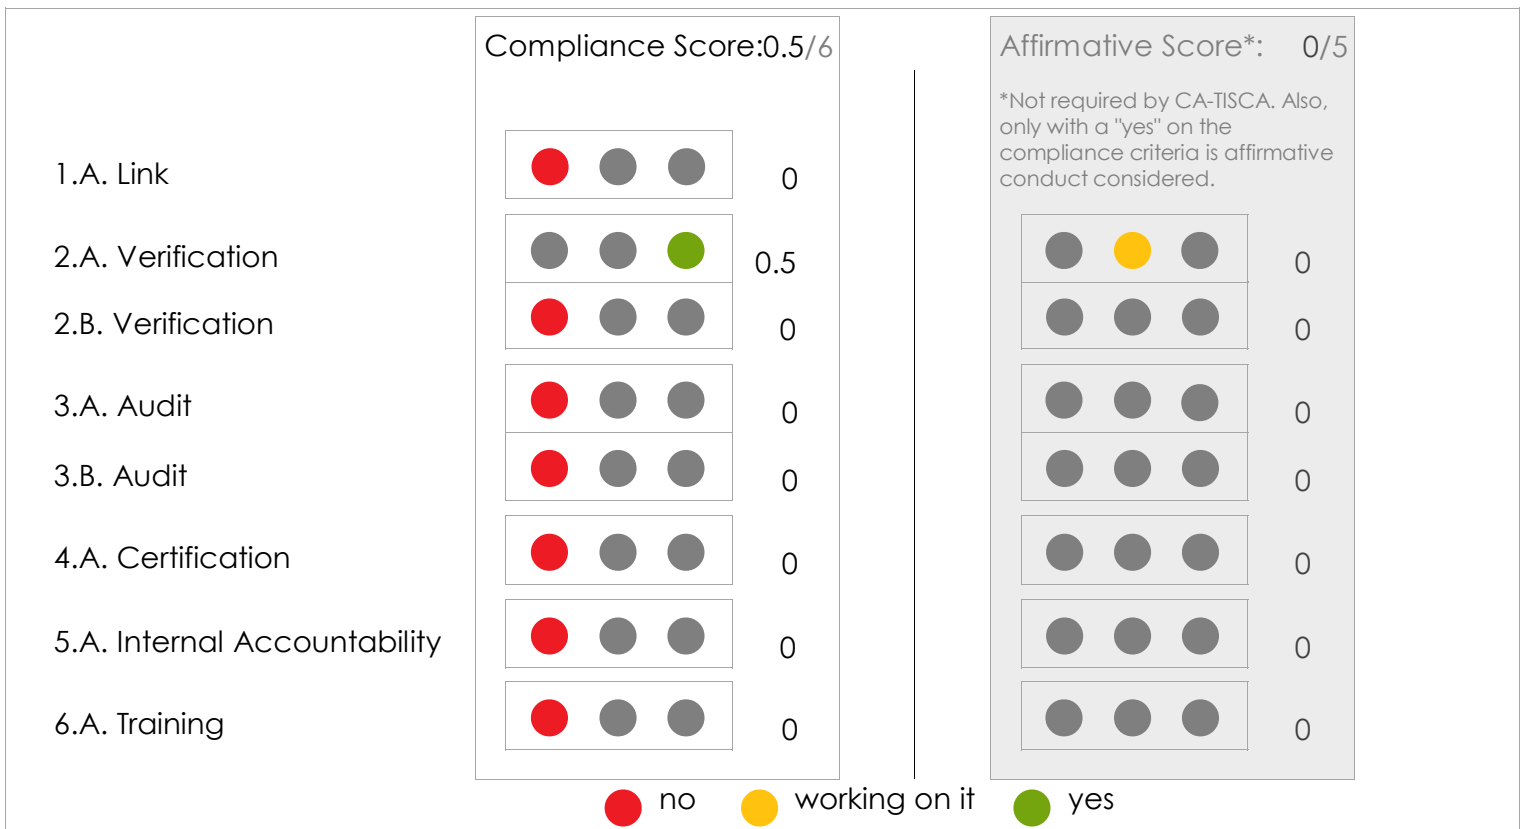 Compliance Score:0.5/6
Affirmative Score*: 0/5
*Not required by CA-TISCA. Also,
only with a "yes" on the
compliance criteria is affirmative
conduct considered.
1.A. Link 0
2.A. Verification 0.5 0
2.B. Verification 0 0
3.A. Audit 0 0
3.B. Audit 0 0
4.A. Certification 0 0
5.A. Internal Accountability 0 0
6.A. Training 0 0
no working on it yes